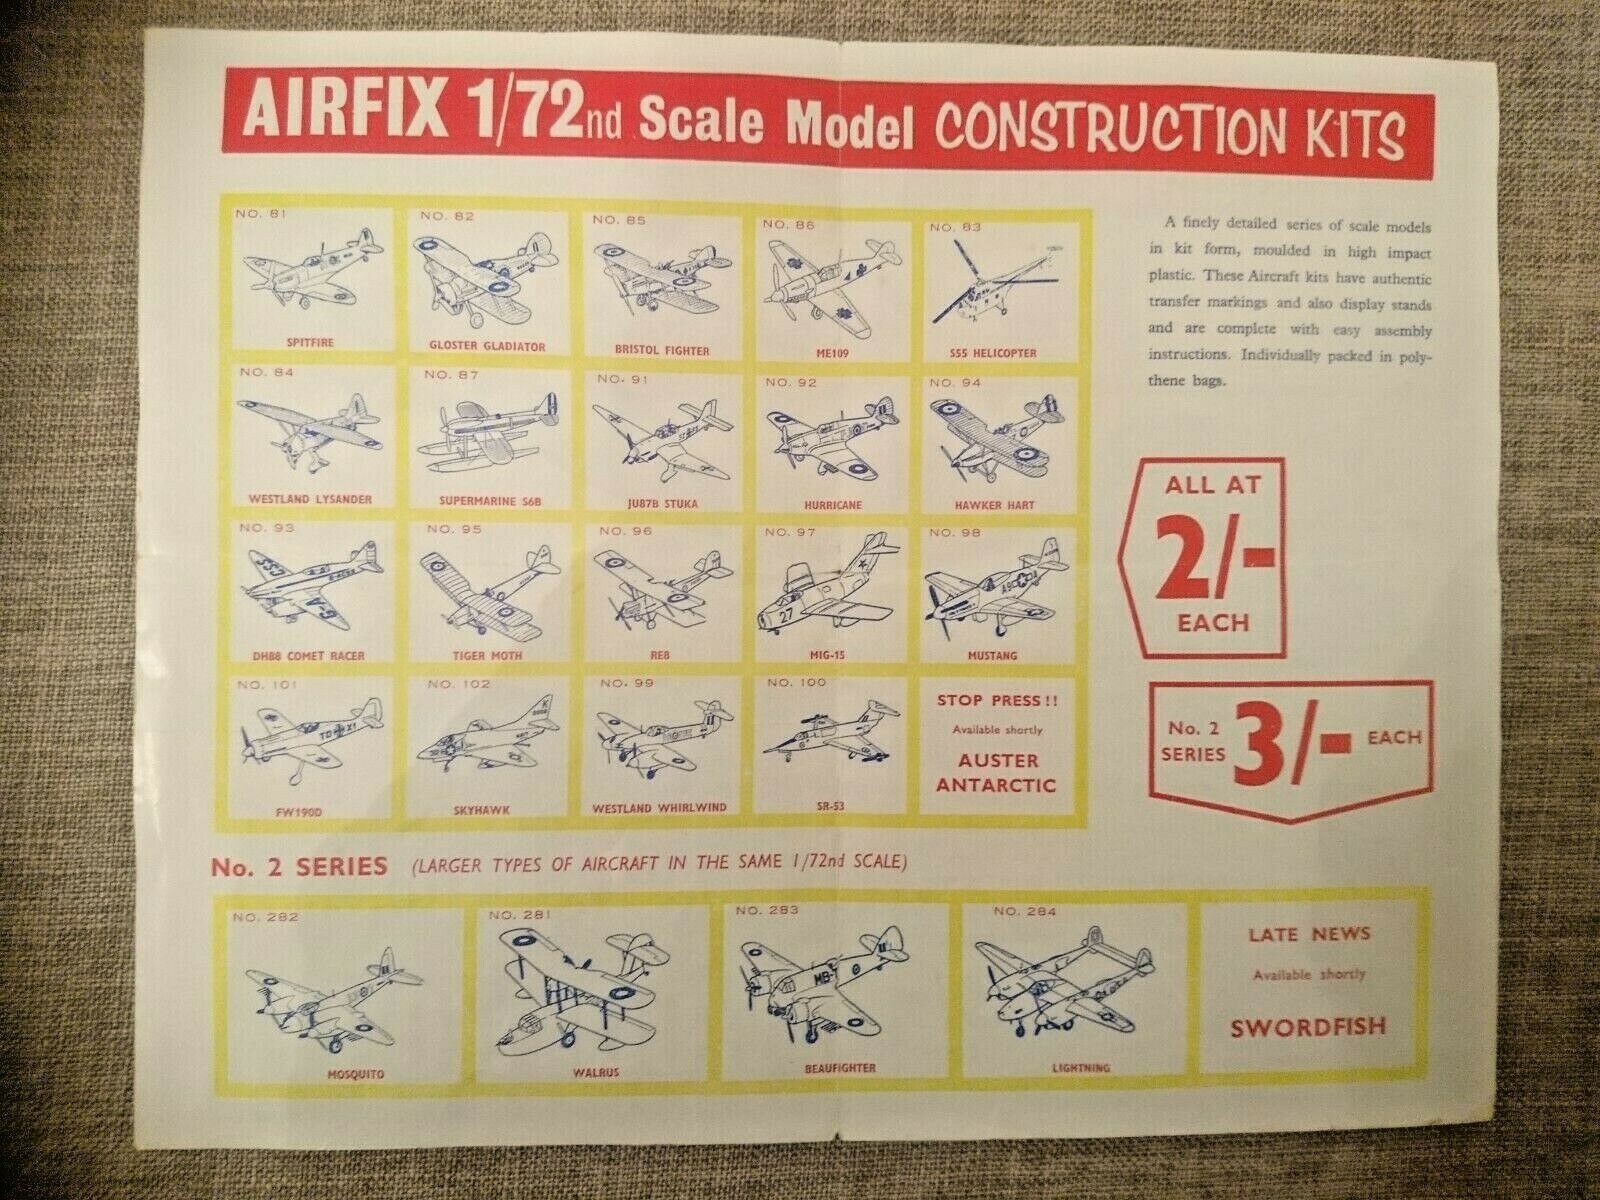 AIRFIX 1/72nd Scale Model CONSTRUCTION KITS
NO. 81
SPITFIRE
NO. 82
GLOSTER GLADIATOR
NO. 85
BRISTOL FIGHTER
NO. 86
ME109
NO. 83
S55 HELICOPTER
NO. 84
WESTLAND LYSANDER
NO. 87
SUPERMARINE S6B
NO. 91
JU87B STUKA
NO. 92
HURRICANE
NO. 94
HAWKER HART
NO. 93
DH88 COMET RACER
NO. 95
TIGER MOTH
NO. 96
RE8
NO. 97
27
MIG-15
NO. 98
MUSTANG
NO. 101
FW190D
NO. 102
SKYHAWK
NO. 99
WESTLAND WHIRLWIND
NO. 100
SR-53
STOP PRESS!!
Available shortly
AUSTER
ANTARCTIC
A finely detailed series of scale models
in kit form, moulded in high impact
plastic. These Aircraft kits have authentic
transfer markings and also display stands
and are complete with easy assembly
instructions. Individually packed in poly-
thene bags.
ALL AT
2/-
EACH
No. 2
SERIES
3/-
EACH
No. 2 SERIES (LARGER TYPES OF AIRCRAFT IN THE SAME 1/72nd SCALE)
NO. 282
MOSQUITO
NO. 281
WALRUS
NO. 283
BEAUFIGHTER
NO. 284
LIGHTNING
LATE NEWS
Available shortly
SWORDFISH